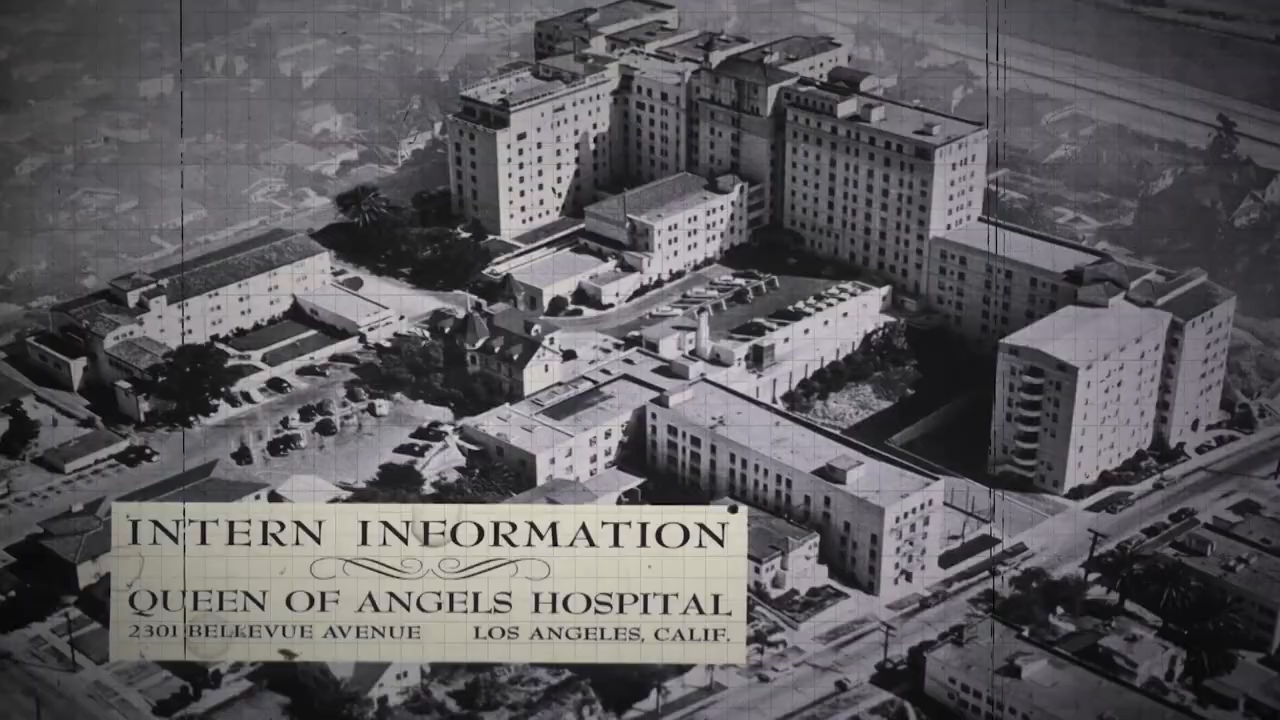 INTERN INFORMATION
QUEEN OF ANGELS HOSPITAL
2301 BELLEVUE AVENUE LOS ANGELES, CALIF.